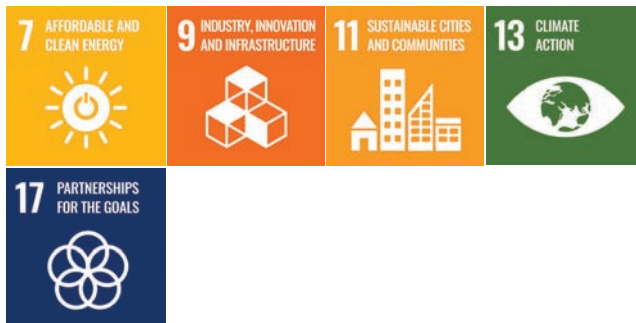 7 AFFORDABLE AND
CLEAN ENERGY
9 INDUSTRY, INNOVATION
AND INFRASTRUCTURE
11 SUSTAINABLE CITIES
AND COMMUNITIES
13 CLIMATE
ACTION
17 PARTNERSHIPS
FOR THE GOALS